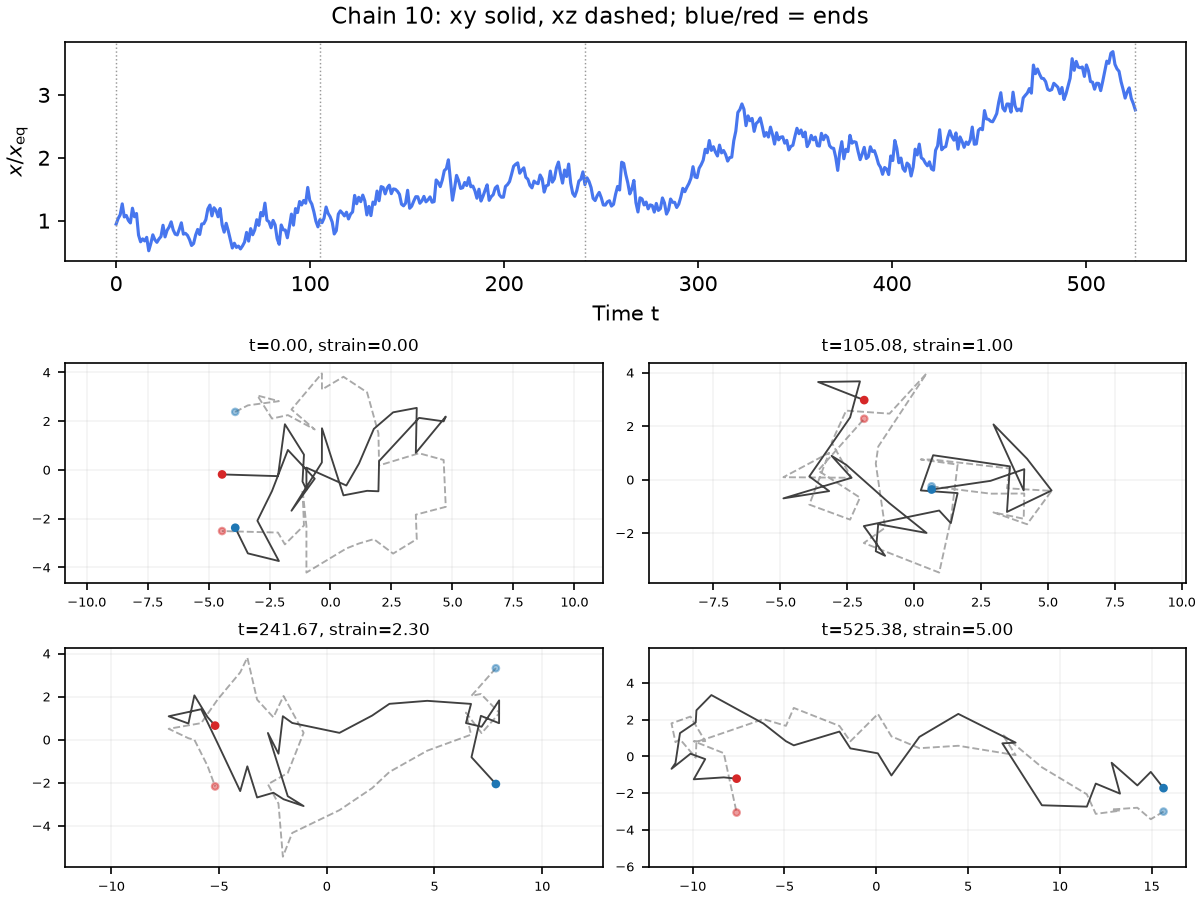 Chain 10: xy solid, xz dashed; blue/red = ends
x/x_eq
3
2
1
0 100 200 300 400 500
Time t
t=0.00, strain=0.00
4
2
0
−2
−4
−10.0 −7.5 −5.0 −2.5 0.0 2.5 5.0 7.5 10.0
t=105.08, strain=1.00
4
2
0
−2
−7.5 −5.0 −2.5 0.0 2.5 5.0 7.5 10.0
t=241.67, strain=2.30
4
2
0
−2
−4
−10 −5 0 5 10
t=525.38, strain=5.00
4
2
0
−2
−4
−6
−10 −5 0 5 10 15